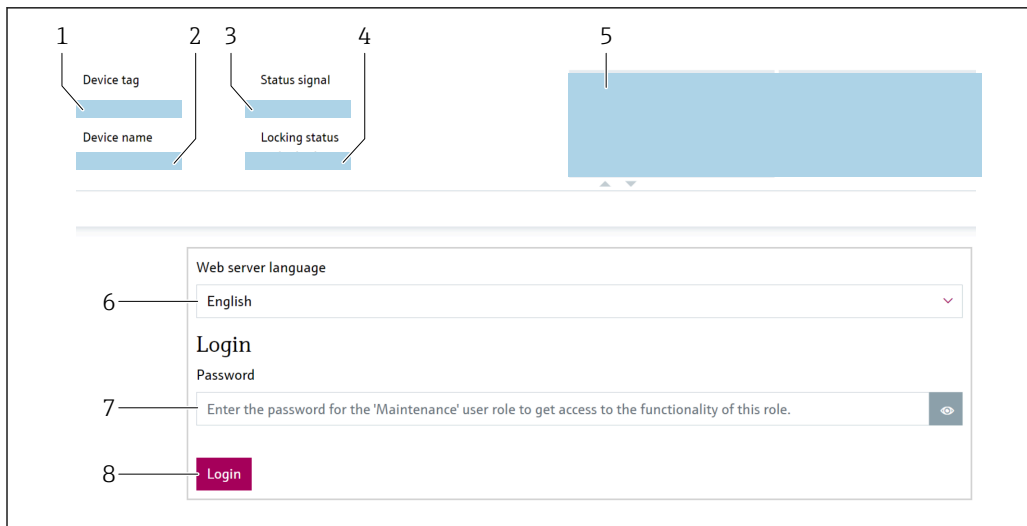 1 2 3 4 5
Device tag Status signal
Device name Locking status
Web server language
6 English
Login
Password
7 Enter the password for the 'Maintenance' user role to get access to the functionality of this role.
8 Login